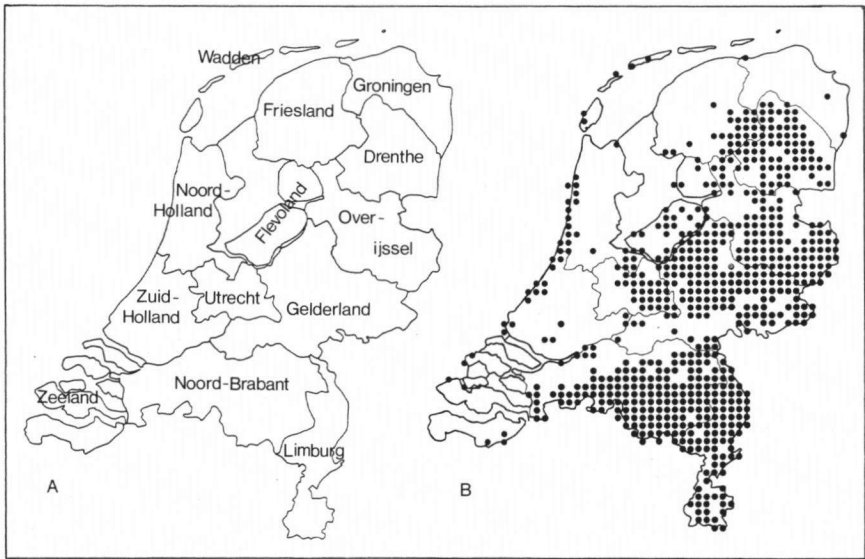 Wadden
Groningen
Friesland
Drenthe
Noord-
Holland
Flevoland
Over-
ijssel
Zuid-
Holland
Utrecht
Gelderland
Noord-Brabant
Zeeland
Limburg
A
B